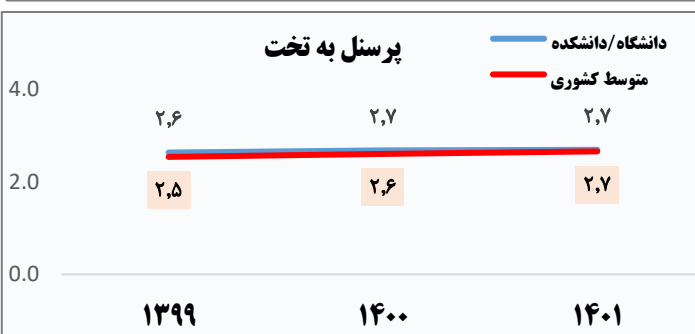 پرسنل به تخت
دانشگاه/دانشکده
متوسط کشوری
4.0
۲,۶ ۲,۷ ۲,۷
2.0
۲,۵ ۲,۶ ۲,۷
0.0
۱۳۹۹ ۱۴۰۰ ۱۴۰۱